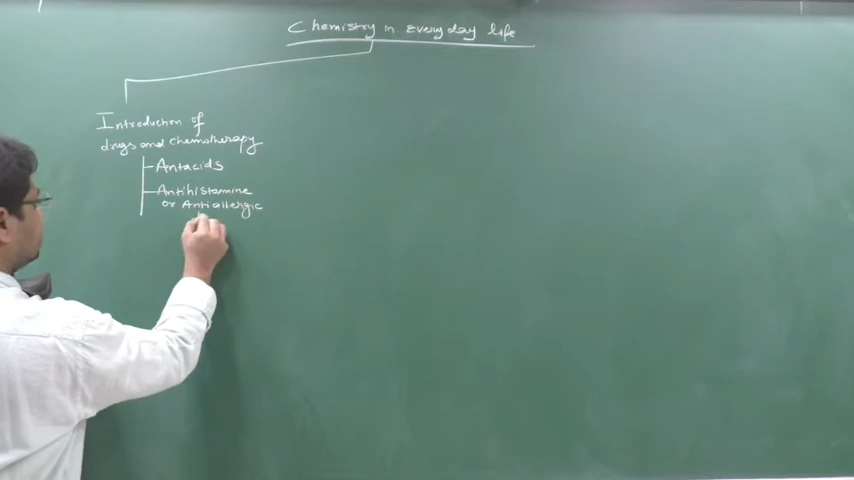 Chemistry in everyday life
Introduction of
drugs and chemotherapy
Antacids
Antihistamine
or Antiallergic